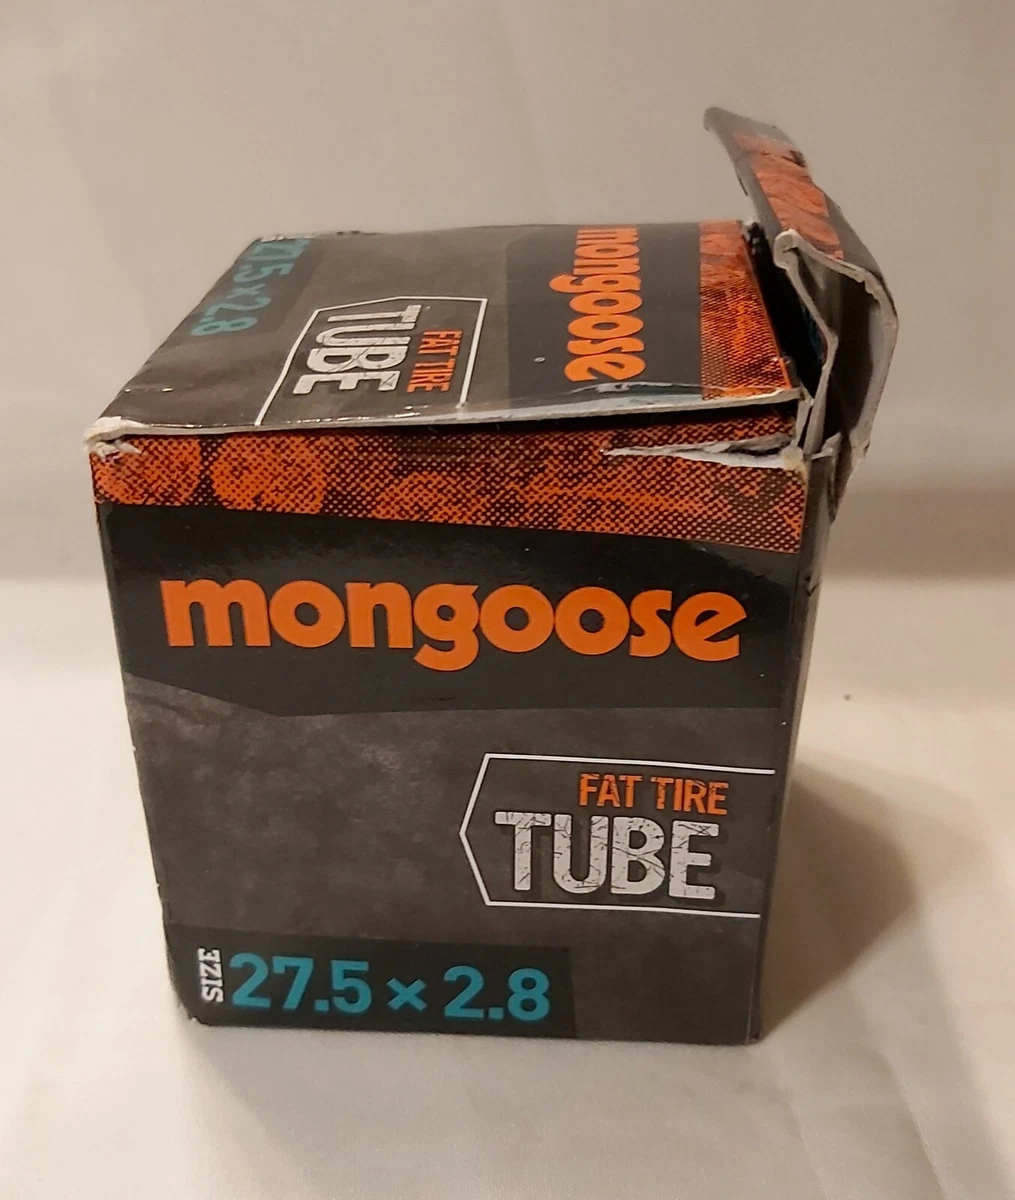 27.5×2.8
FAT TIRE
TUBE
mongoose
mongoose
FAT TIRE
TUBE
SIZE 27.5 × 2.8